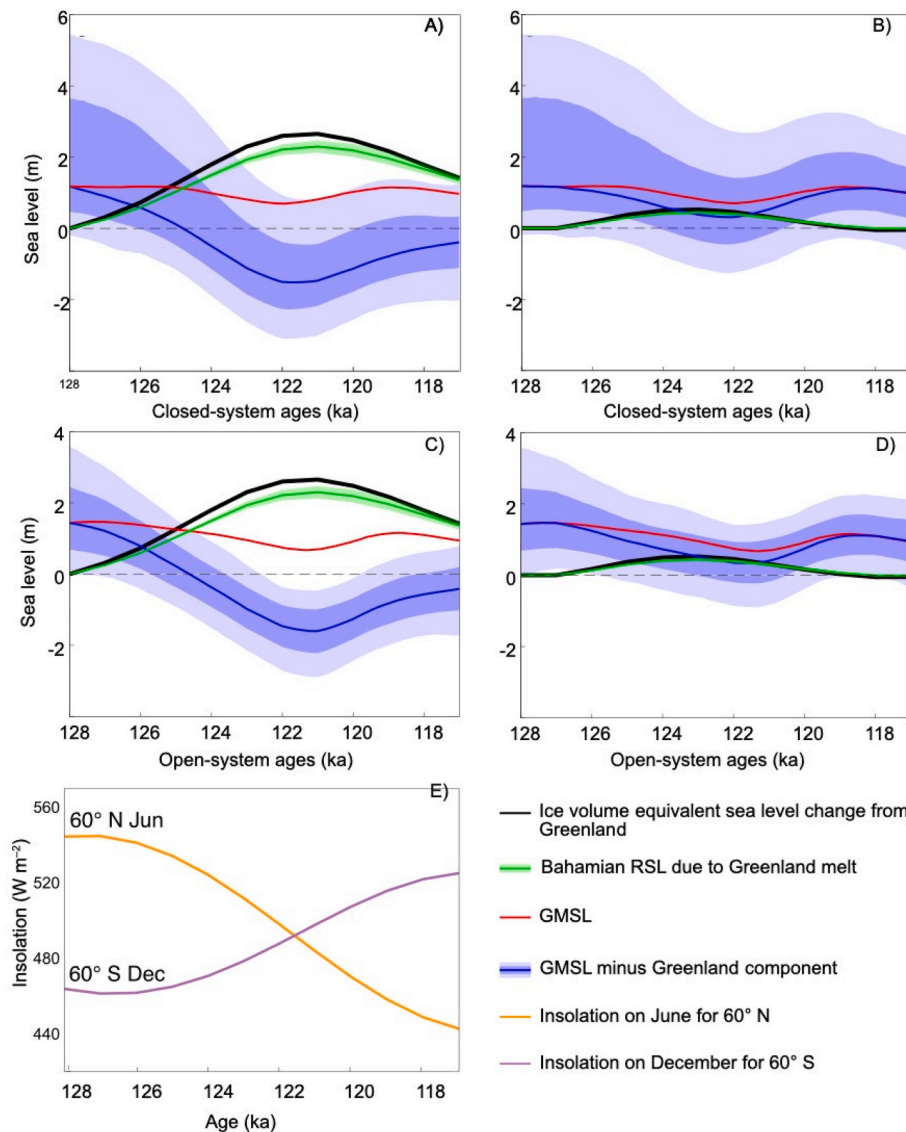 A)
6
4
2
0
-2
Sea level (m)
128
126
124
122
120
118
Closed-system ages (ka)
B)
6
4
2
0
-2
128
126
124
122
120
118
Closed-system ages (ka)
C)
4
2
0
-2
Sea level (m)
128
126
124
122
120
118
Open-system ages (ka)
D)
4
2
0
-2
128
126
124
122
120
118
Open-system ages (ka)
E)
560
520
480
440
Insolation (W m⁻²)
60° N Jun
60° S Dec
128
126
124
122
120
118
Age (ka)
Ice volume equivalent sea level change from
Greenland
Bahamian RSL due to Greenland melt
GMSL
GMSL minus Greenland component
Insolation on June for 60° N
Insolation on December for 60° S